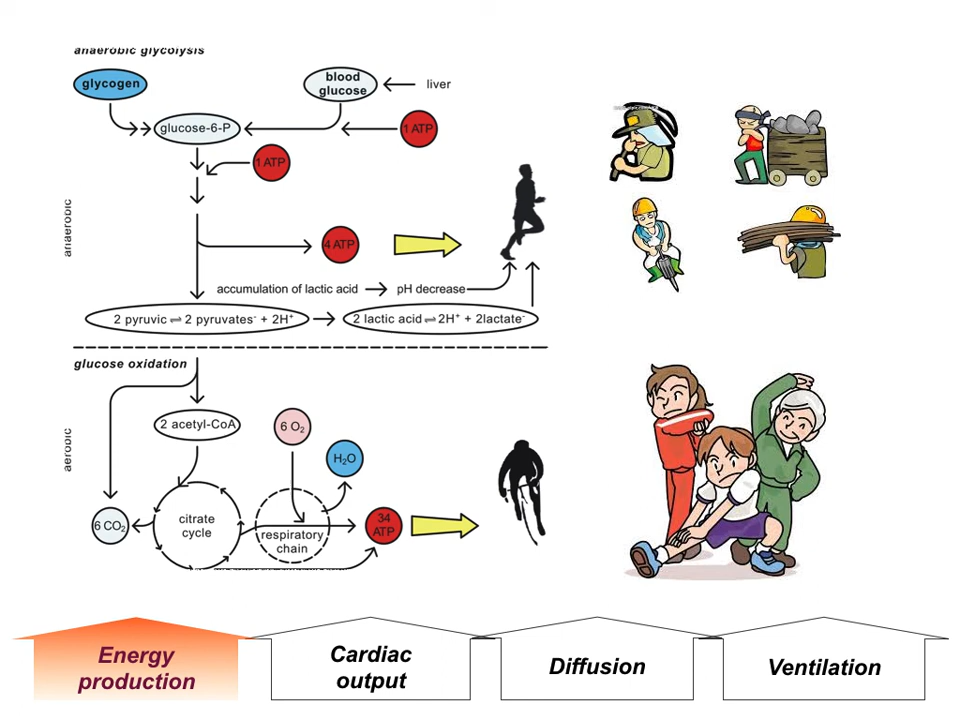 anaerobic glycolysis
glycogen
blood
glucose
liver
glucose-6-P
1 ATP
1 ATP
anaerobic
4 ATP
accumulation of lactic acid
pH decrease
2 pyruvic ⇌ 2 pyruvates⁻ + 2H⁺
2 lactic acid ⇌ 2H⁺ + 2lactate⁻
glucose oxidation
aerobic
2 acetyl-CoA
6 O₂
H₂O
6 CO₂
citrate
cycle
respiratory
chain
34
ATP
Energy
production
Cardiac
output
Diffusion
Ventilation